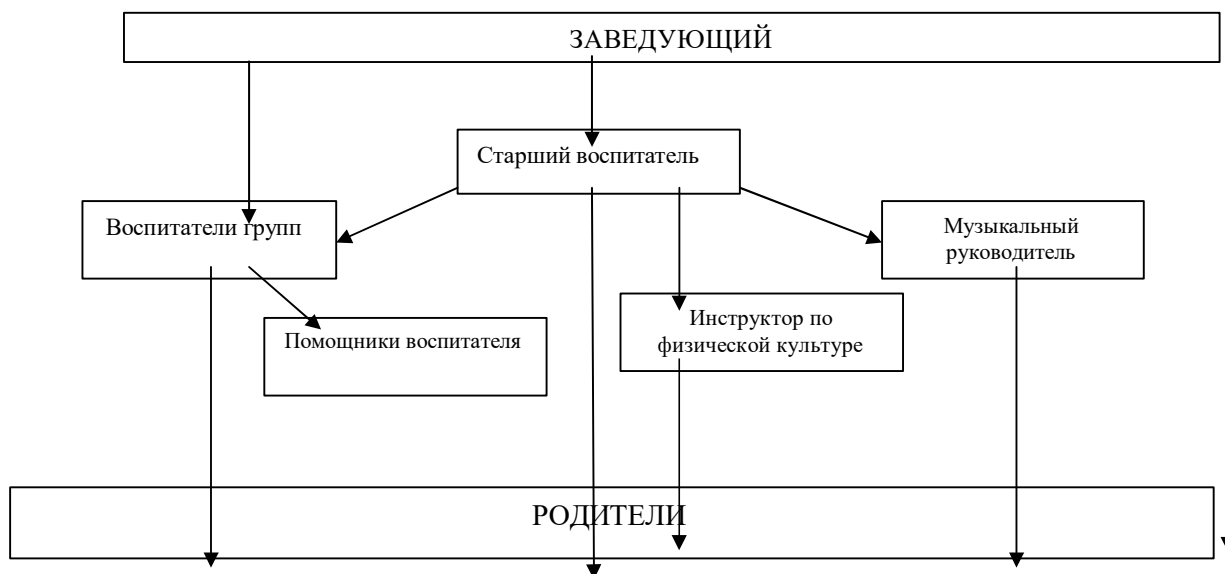 ЗАВЕДУЮЩИЙ
Старший воспитатель
Воспитатели групп
Музыкальный
руководитель
Помощники воспитателя
Инструктор по
физической культуре
РОДИТЕЛИ